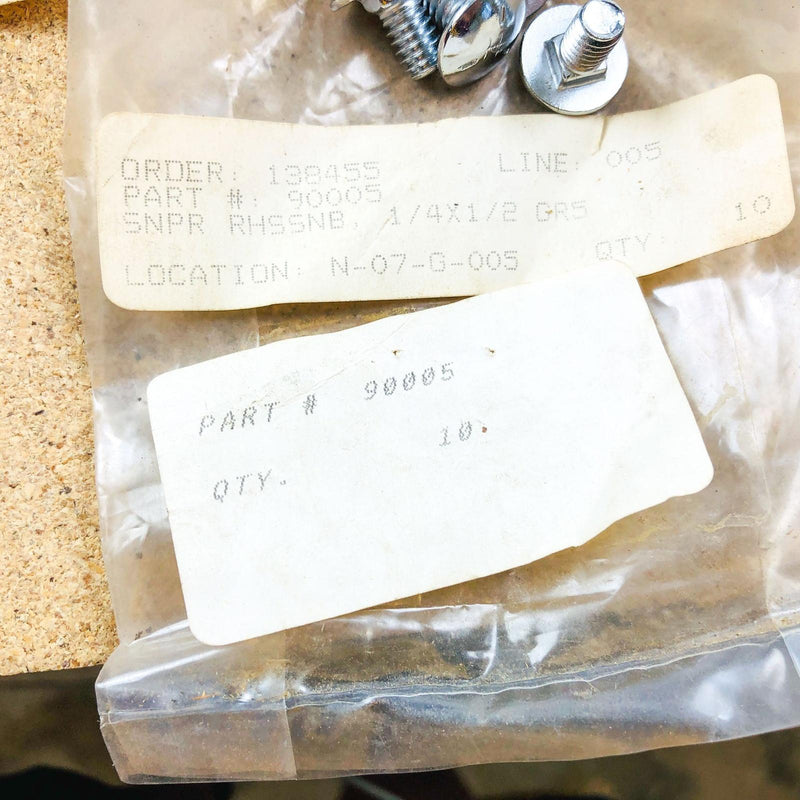 ORDER: 138455 LINE: 005
PART #: 90005
SNPR RHSSNB, 1/4X1/2 GR5 10
LOCATION: N-07-G-005 QTY
PART # 90005
10
QTY.